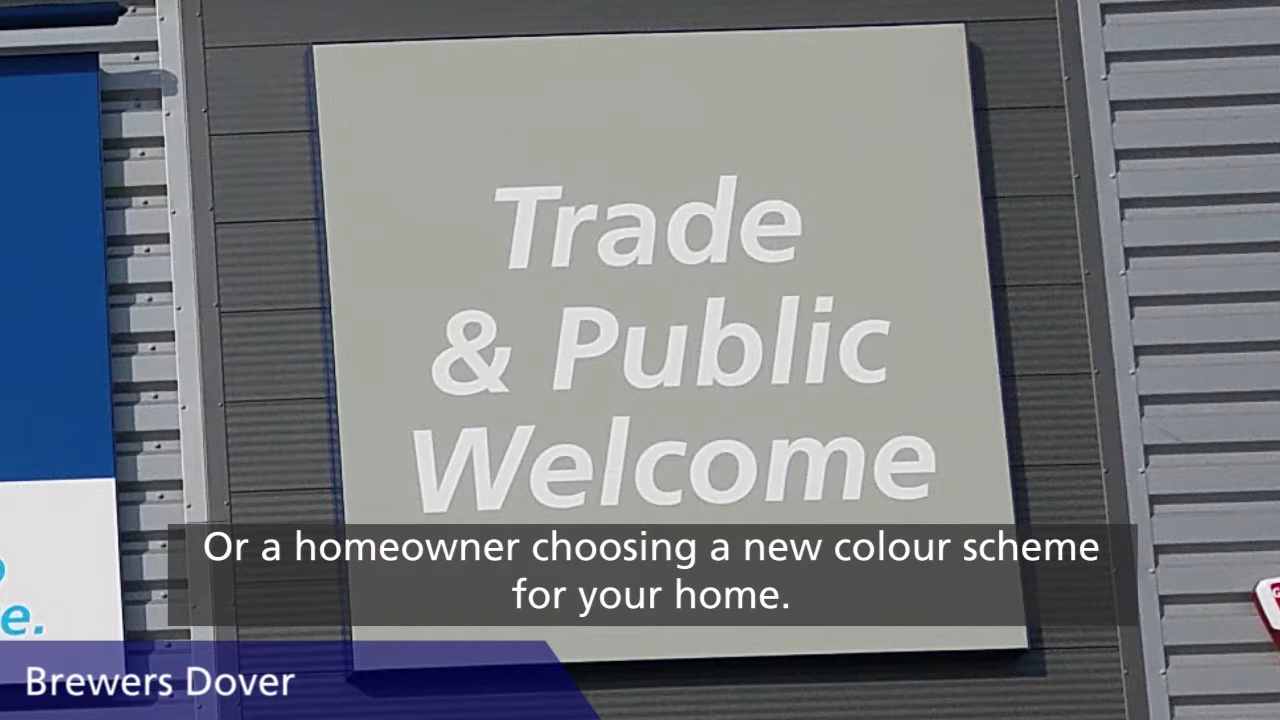 Trade
& Public
Welcome
e.
Or a homeowner choosing a new colour scheme
for your home.
Brewers Dover